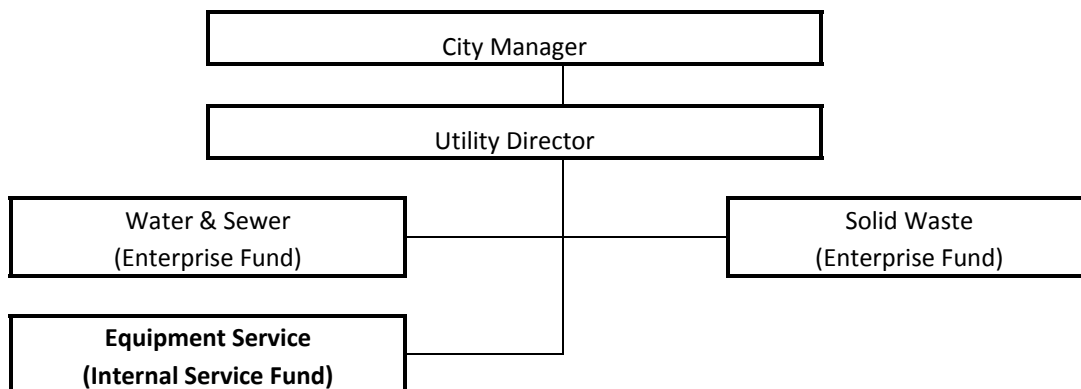 City Manager
Utility Director
Water & Sewer
(Enterprise Fund)
Solid Waste
(Enterprise Fund)
Equipment Service
(Internal Service Fund)